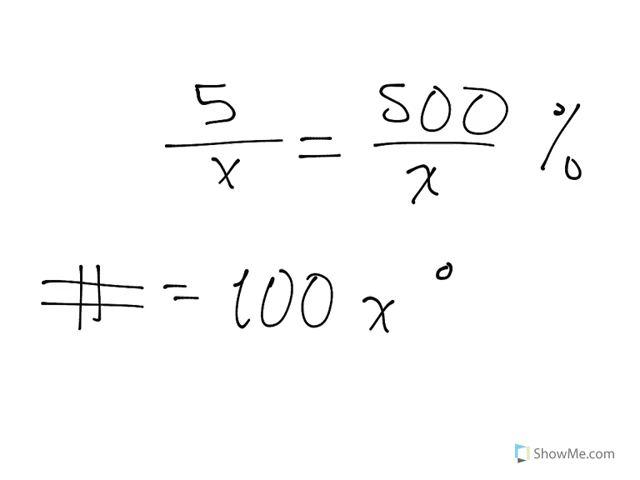 5/x = 500/x %
# = 100 x °
ShowMe.com